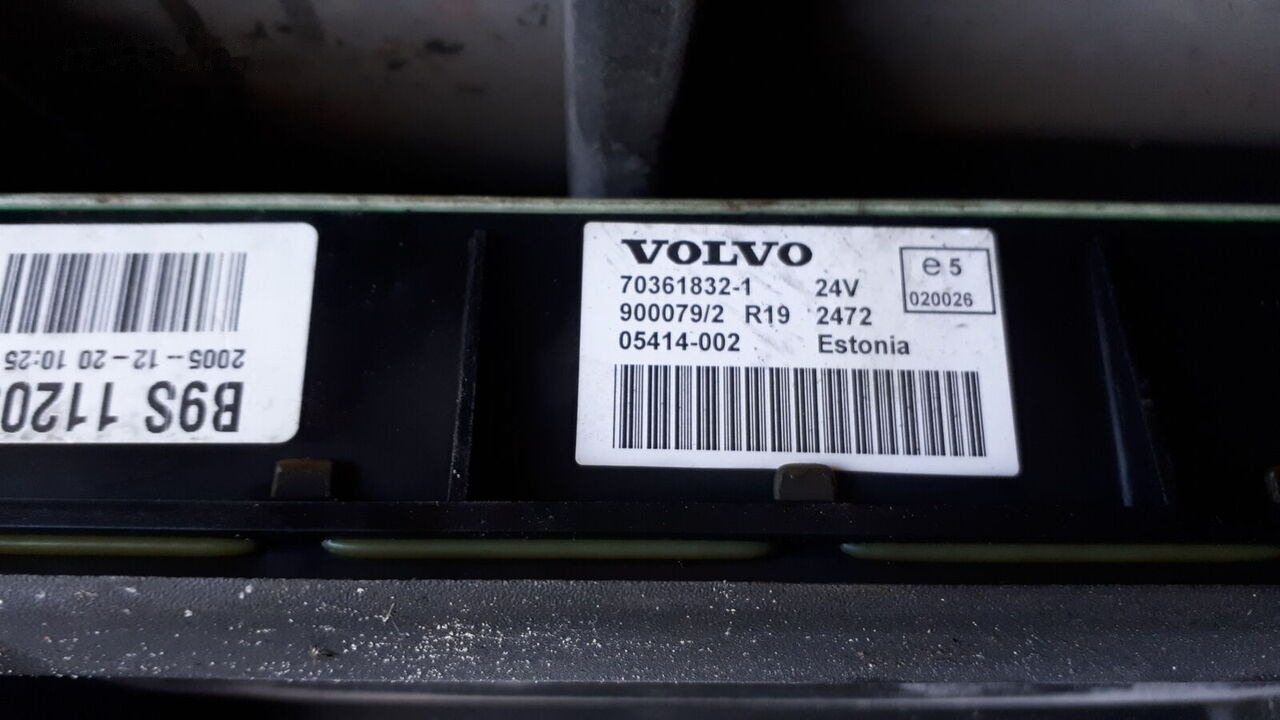 VOLVO
70361832-1 24V
900079/2 R19 2472
05414-002 Estonia
e5
020026
2005-12-20 10:25
B9S 1120